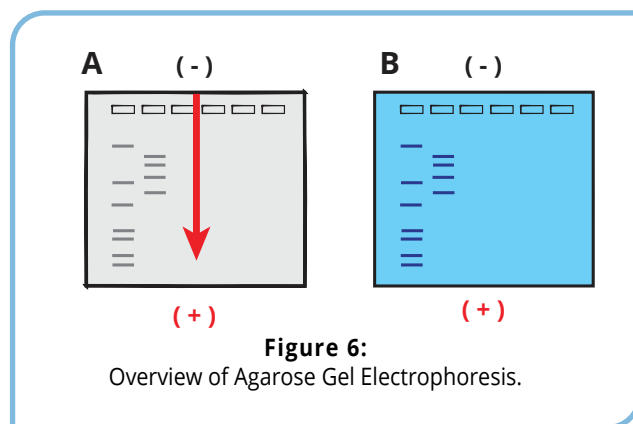 A ( - ) B ( - )
( + ) ( + )
Figure 6:
Overview of Agarose Gel Electrophoresis.